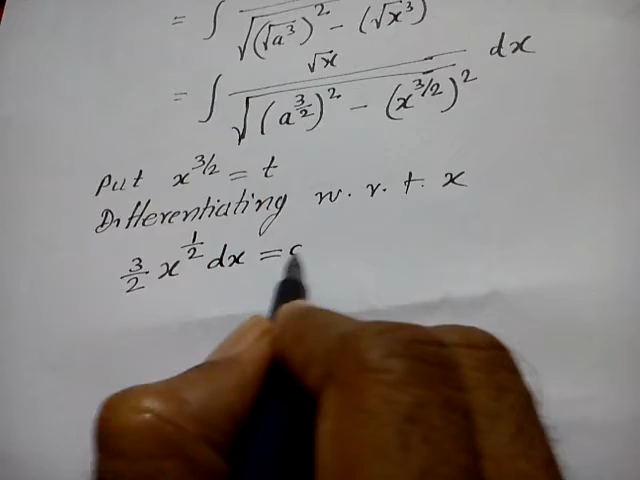 = ∫ / √((√a³)² - (√x³)
= ∫ √x / √((a^{3/2})² - (x^{3/2})²) dx
Put x^{3/2} = t
Differentiating w.r.t. x
3/2 x^{1/2} dx =